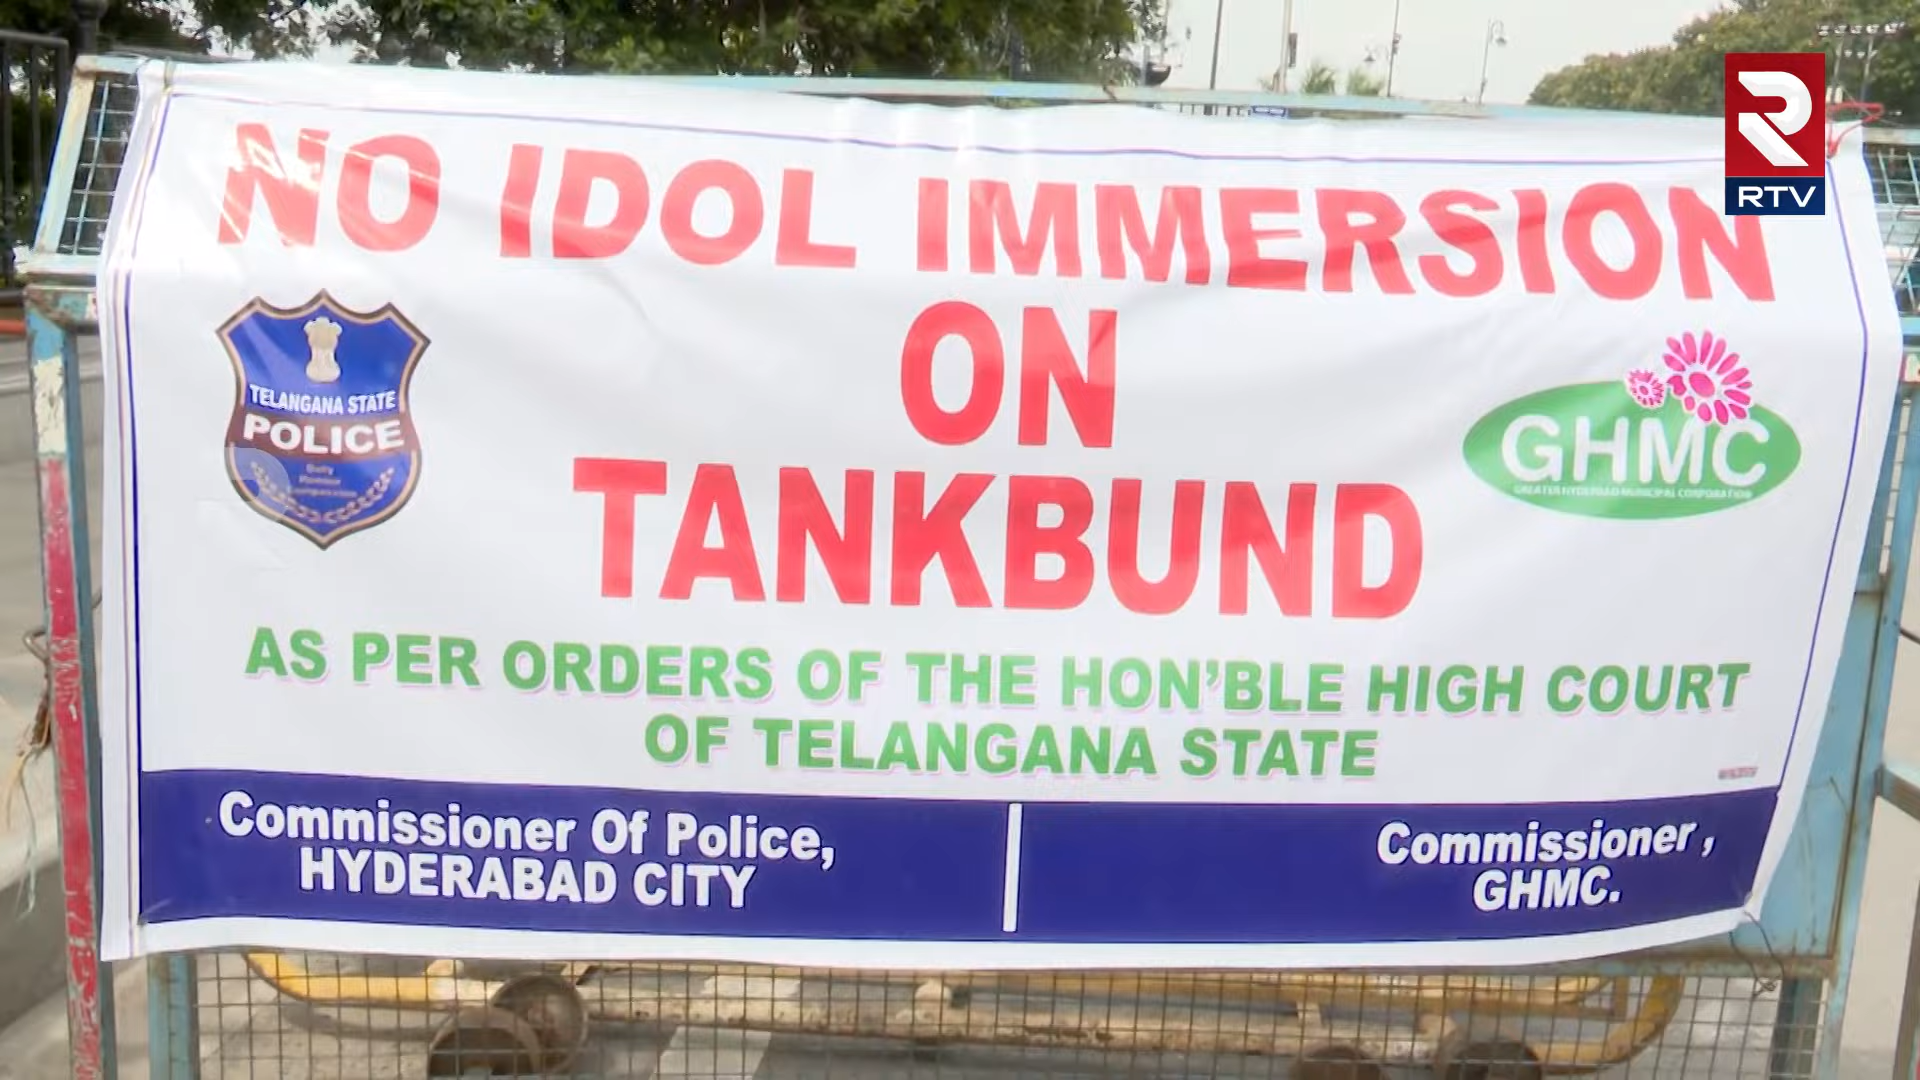 NO IDOL IMMERSION
ON
TANKBUND
AS PER ORDERS OF THE HON'BLE HIGH COURT
OF TELANGANA STATE
TELANGANA STATE
POLICE
Duty
GHMC
GREATER HYDERABAD MUNICIPAL CORPORATION
Commissioner Of Police,
HYDERABAD CITY
Commissioner,
GHMC.
R
RTV